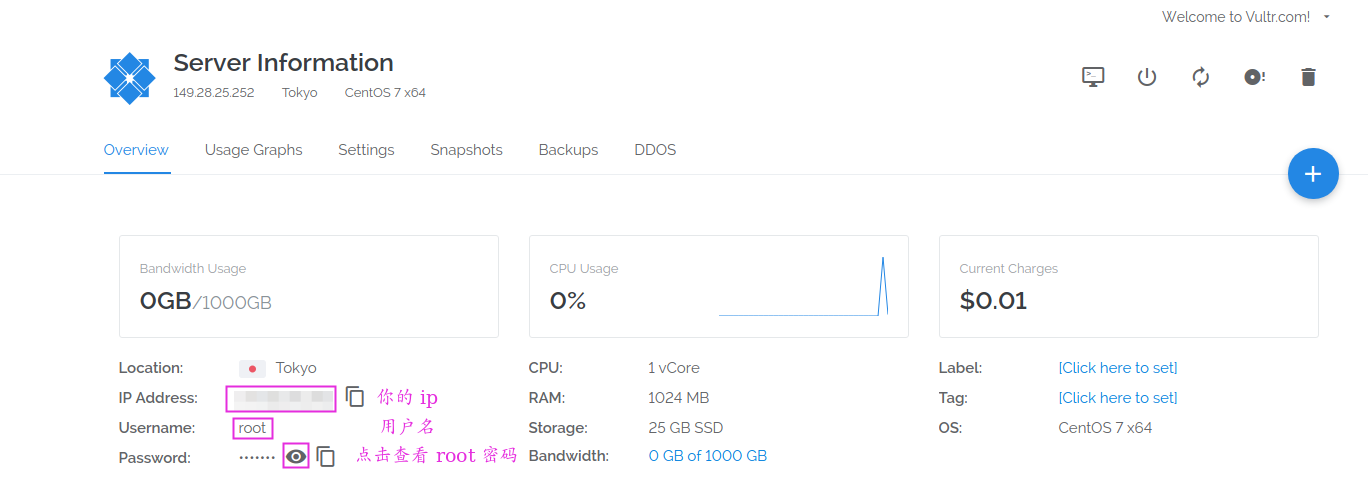 Welcome to Vultr.com!
Server Information
149.28.25.252 Tokyo CentOS 7 x64
Overview Usage Graphs Settings Snapshots Backups DDOS
Bandwidth Usage CPU Usage Current Charges
0GB/1000GB 0% $0.01
Location: Tokyo CPU: 1 vCore Label: [Click here to set]
IP Address: 你的 ip RAM: 1024 MB Tag: [Click here to set]
Username: root 用户名 Storage: 25 GB SSD OS: CentOS 7 x64
Password: ······· 点击查看 root 密码 Bandwidth: 0 GB of 1000 GB